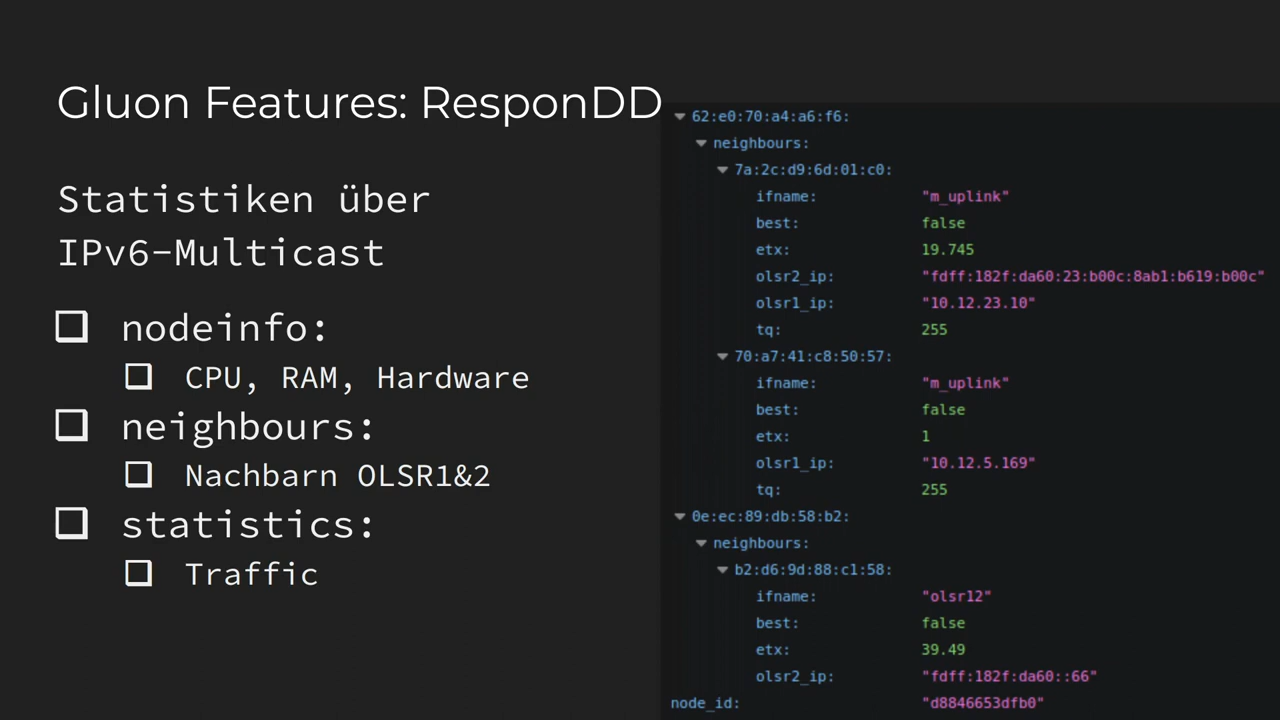 Gluon Features: ResponDD
Statistiken über
IPv6-Multicast
nodeinfo:
CPU, RAM, Hardware
neighbours:
Nachbarn OLSR1&2
statistics:
Traffic
62:e0:70:a4:a6:f6:
neighbours:
7a:2c:d9:6d:01:c0:
ifname: "m_uplink"
best: false
etx: 19.745
olsr2_ip: "fdff:182f:da60:23:b00c:8ab1:b619:b00c"
olsr1_ip: "10.12.23.10"
tq: 255
70:a7:41:c8:50:57:
ifname: "m_uplink"
best: false
etx: 1
olsr1_ip: "10.12.5.169"
tq: 255
0e:ec:89:db:58:b2:
neighbours:
b2:d6:9d:88:c1:58:
ifname: "olsr12"
best: false
etx: 39.49
olsr2_ip: "fdff:182f:da60::66"
node_id: "d8846653dfb0"